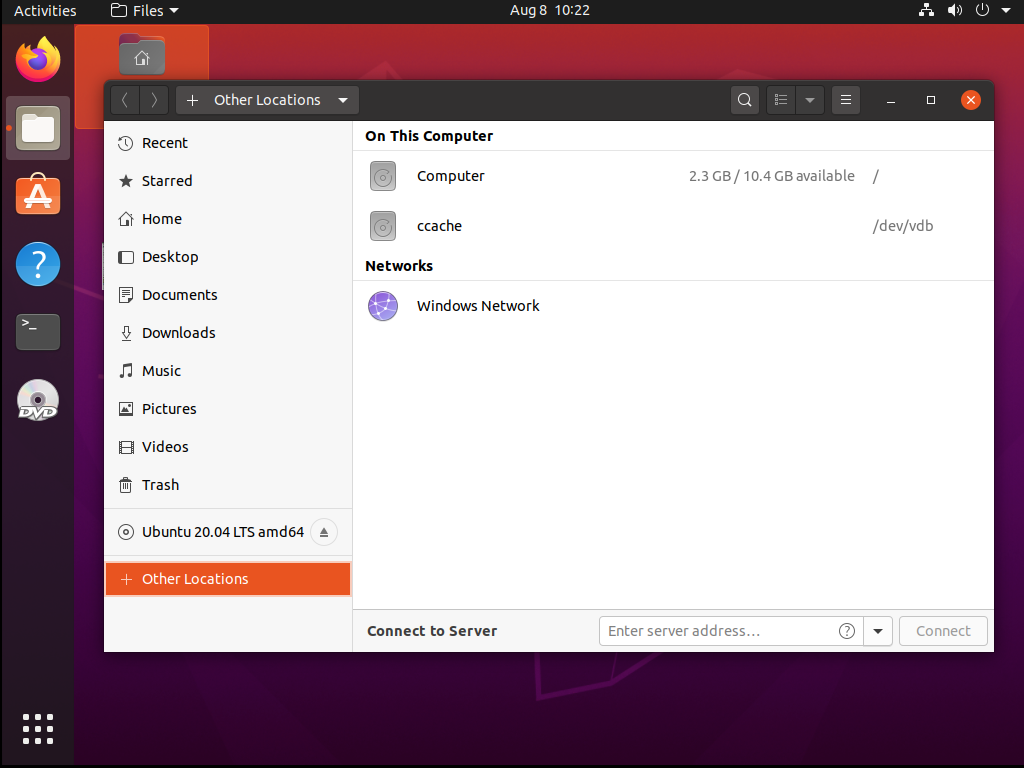 Activities
Files
Aug 8 10:22
Other Locations
Recent
Starred
Home
Desktop
Documents
Downloads
Music
Pictures
Videos
Trash
Ubuntu 20.04 LTS amd64
Other Locations
On This Computer
Computer 2.3 GB / 10.4 GB available /
ccache /dev/vdb
Networks
Windows Network
Connect to Server Enter server address… ? Connect
?
>_
DVD